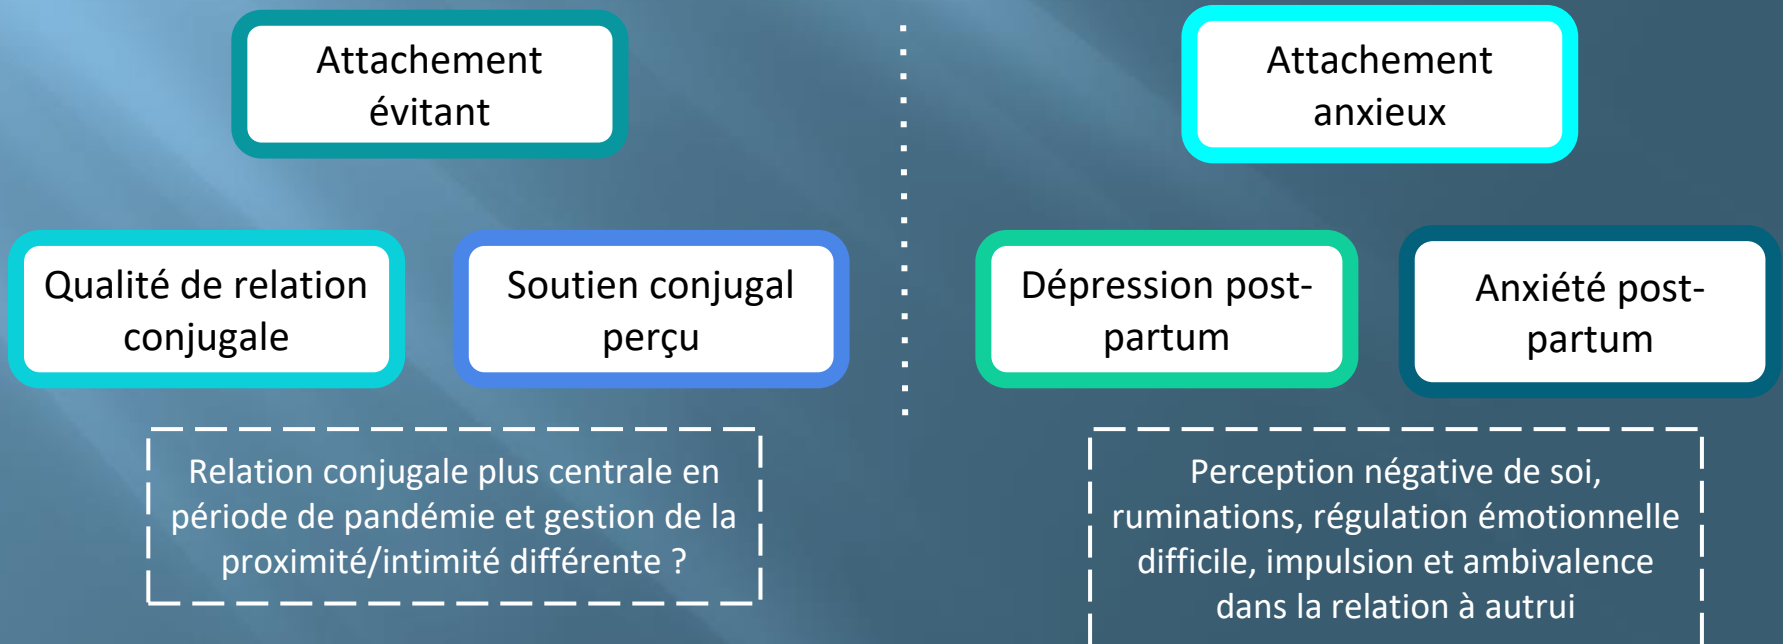 Attachement
évitant
Attachement
anxieux
Qualité de relation
conjugale
Soutien conjugal
perçu
Dépression post-
partum
Anxiété post-
partum
Relation conjugale plus centrale en
période de pandémie et gestion de la
proximité/intimité différente ?
Perception négative de soi,
ruminations, régulation émotionnelle
difficile, impulsion et ambivalence
dans la relation à autrui